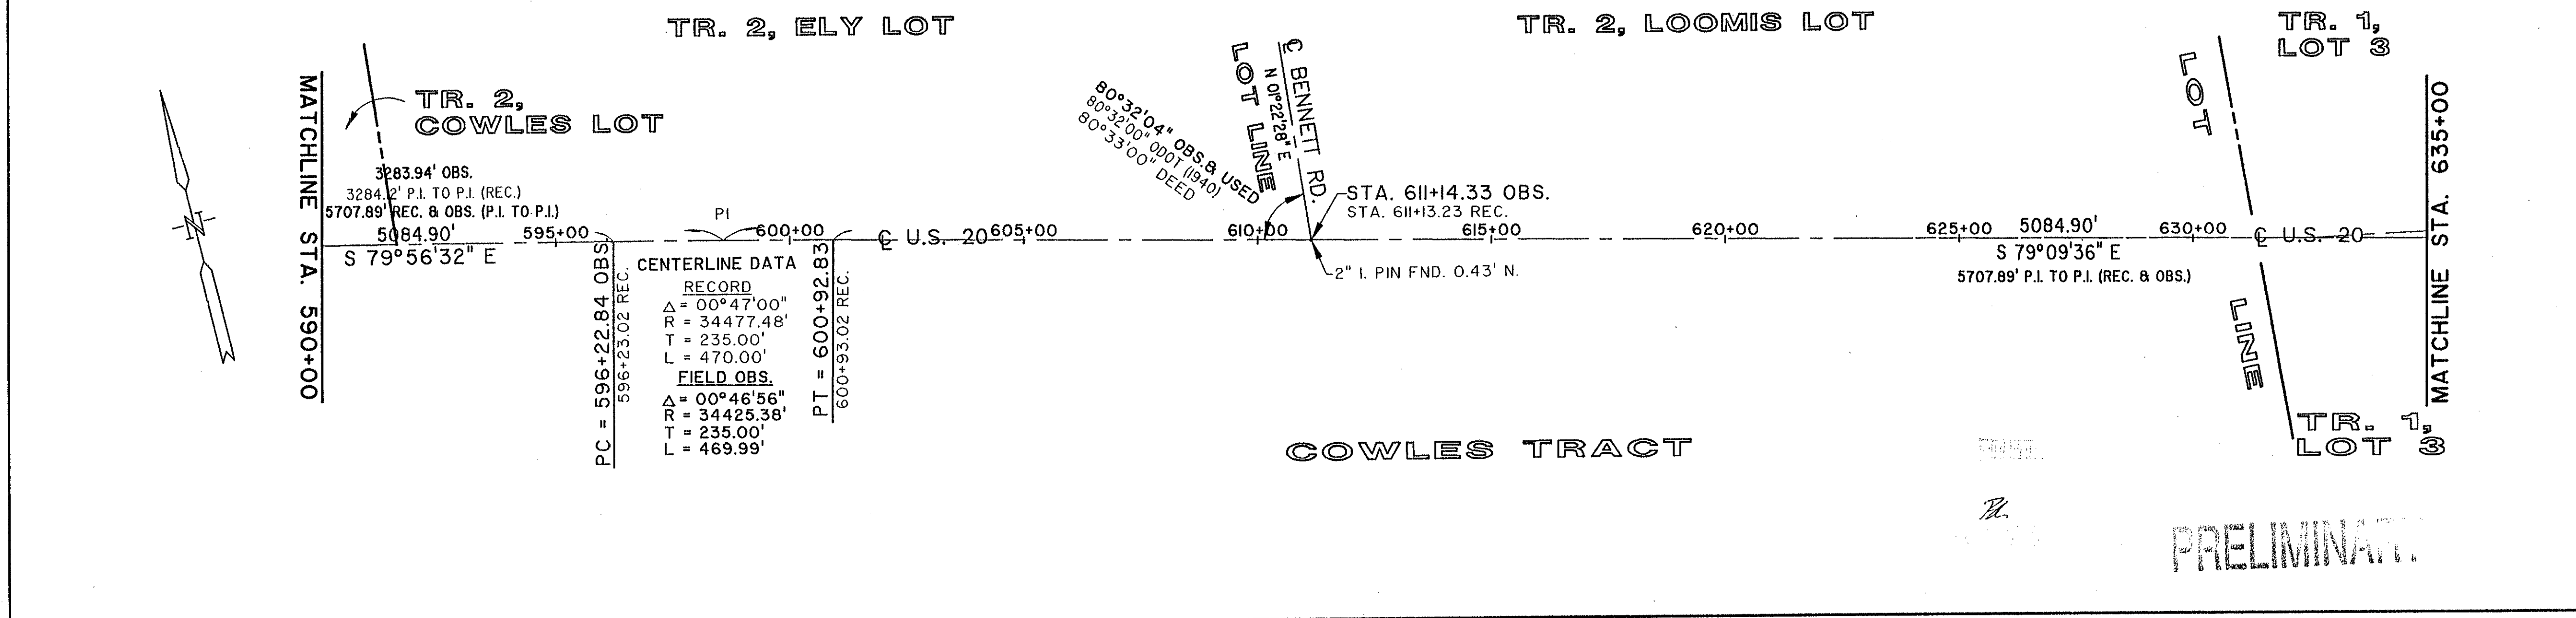 TR. 2, ELY LOT
TR. 2, LOOMIS LOT
TR. 1,
LOT 3
MATCHLINE STA. 590+00
TR. 2,
COWLES LOT
3283.94' OBS.
3284.2' P.I. TO P.I. (REC.)
5707.89' REC. & OBS. (P.I. TO P.I.)
5084.90'
S 79°56'32" E
N
595+00
PI
600+00
℄ U.S. 20
605+00
610+00
615+00
620+00
625+00
5084.90'
630+00
℄ U.S. 20
S 79°09'36" E
5707.89' P.I. TO P.I. (REC. & OBS.)
80°32'04" OBS.& USED
80°32'00" ODOT (1940)
80°33'00" DEED
LOT LINE
N 01°22'28" E
℄ BENNETT RD.
STA. 611+14.33 OBS.
STA. 611+13.23 REC.
2" I. PIN FND. 0.43' N.
PC = 596+22.84 OBS.
596+23.02 REC.
CENTERLINE DATA
RECORD
Δ = 00°47'00"
R = 34477.48'
T = 235.00'
L = 470.00'
FIELD OBS.
Δ = 00°46'56"
R = 34425.38'
T = 235.00'
L = 469.99'
PT = 600+92.83
600+93.02 REC.
LOT
LINE
MATCHLINE STA. 635+00
TR. 1,
LOT 3
COWLES TRACT
PRELIMINARY